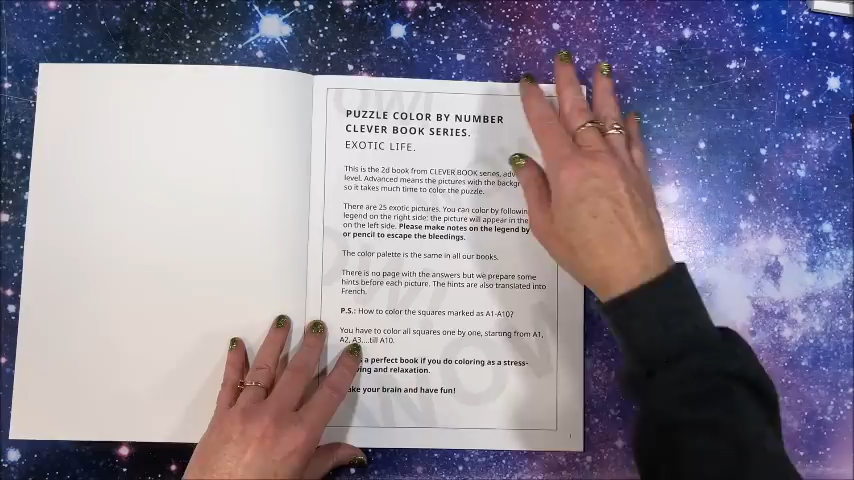 PUZZLE COLOR BY NUMBER
CLEVER BOOK SERIES.
EXOTIC LIFE.
This is the 2d book from CLEVER BOOK series,
level. Advanced means the pictures with the
so it takes much time to color the puzzle.
There are 25 exotic pictures. You can color by
legend on the right side: the picture will appear in the
on the left side. Please make notes on the legend by
or pencil to escape the bleedings.
The color palette is the same in all our books.
There is no page with the answers but we prepare some
hints before each picture. The hints are also translated into
French.
P.S.: How to color the squares marked as A1-A10?
You have to color all squares one by one, starting from A1,
A2, A3....till A10.
a perfect book if you do coloring as a stress-
and relaxation.
your brain and have fun!